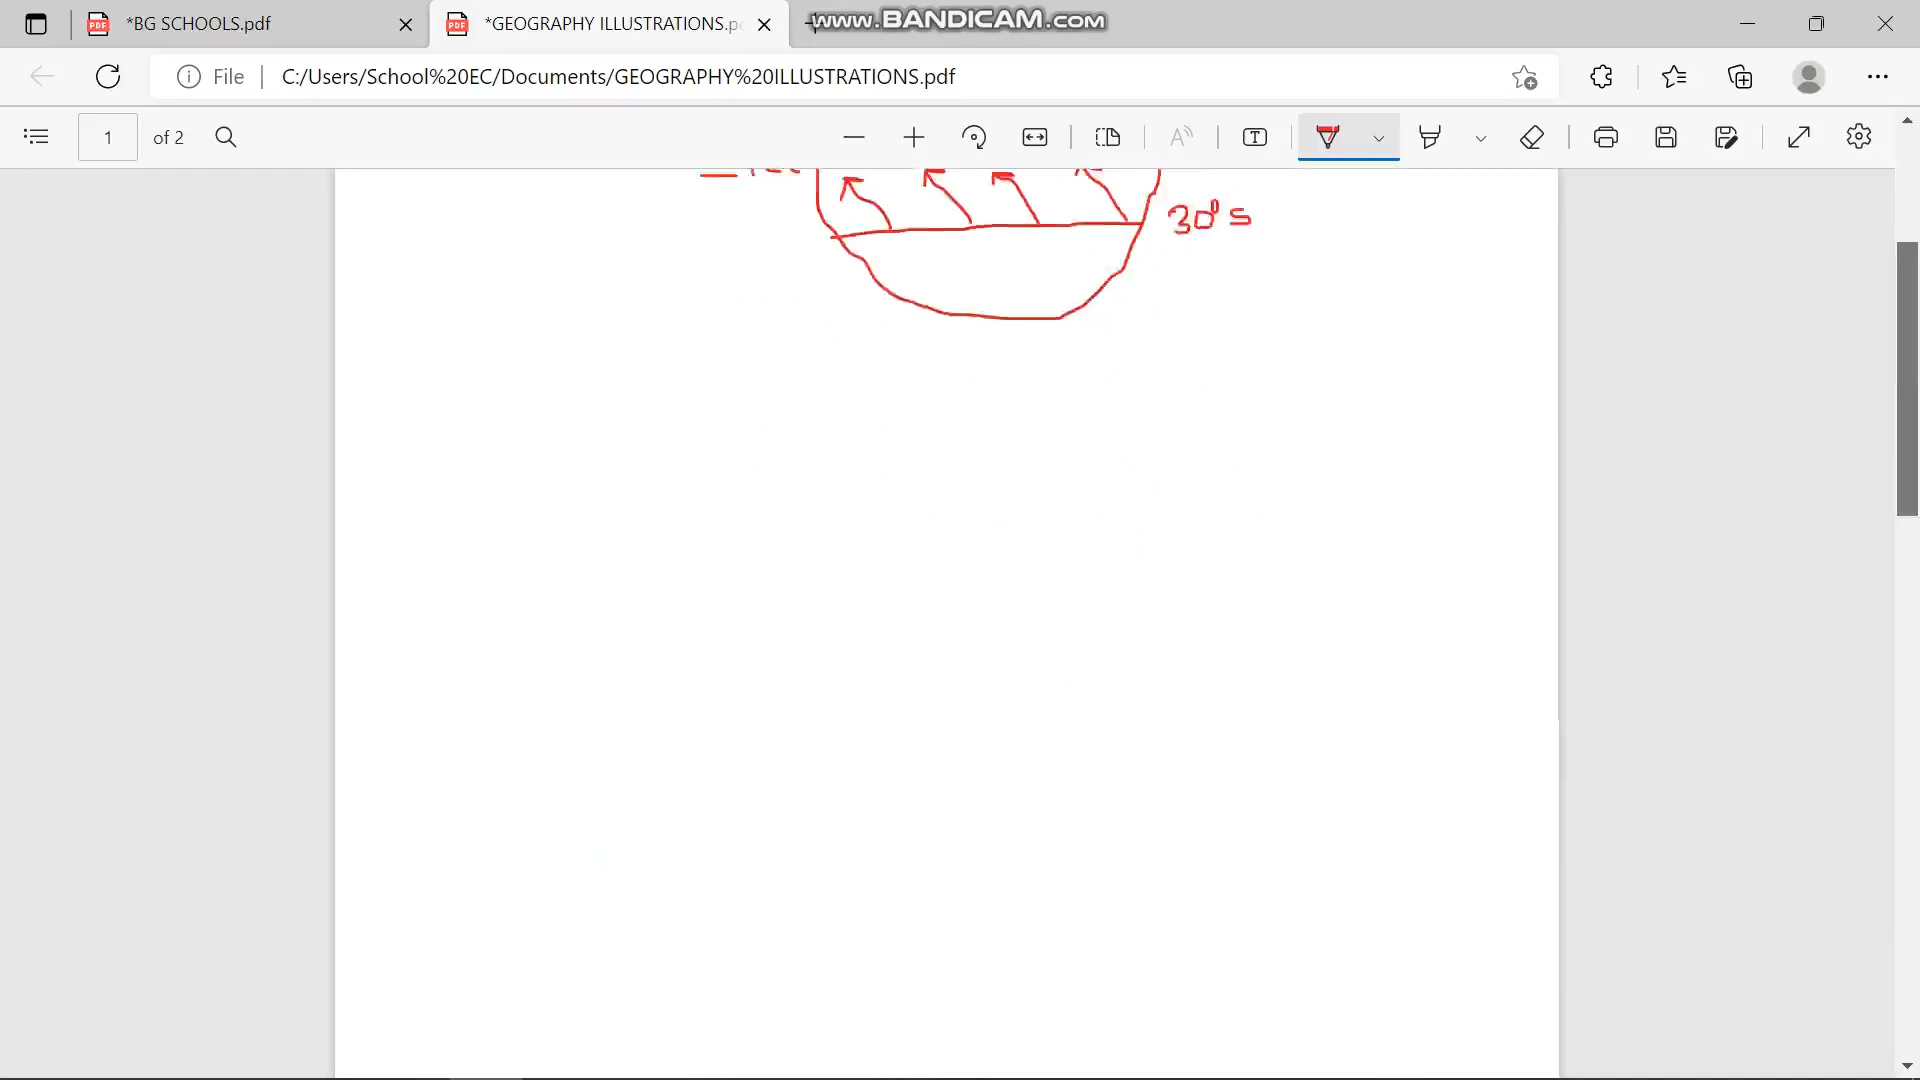 *BG SCHOOLS.pdf
*GEOGRAPHY ILLUSTRATIONS.pd
www.BANDICAM.com
File
C:/Users/School%20EC/Documents/GEOGRAPHY%20ILLUSTRATIONS.pdf
1 of 2
30° S